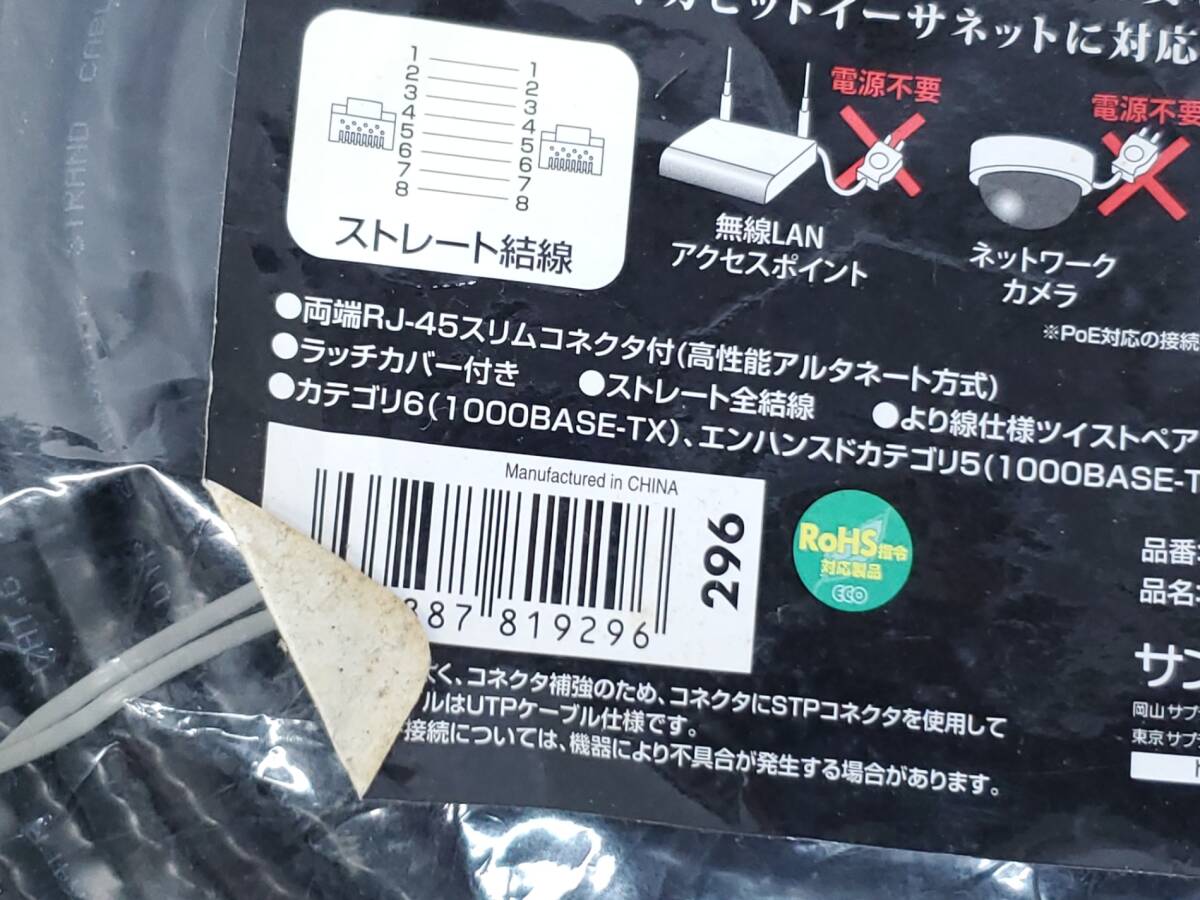 ギガビットイーサネットに対応
1 1
2 2
3 3
4 4
5 5
6 6
7 7
8 8
ストレート結線
電源不要
無線LAN
アクセスポイント
電源不要
ネットワーク
カメラ
※PoE対応の接続
●両端RJ-45スリムコネクタ付(高性能アルタネート方式)
●ラッチカバー付き ●ストレート全結線 ●より線仕様ツイストペア
●カテゴリ6(1000BASE-TX)、エンハンスドカテゴリ5(1000BASE-T
Manufactured in CHINA
387 819296
296
RoHS指令
対応製品
ECO
品番
品名
サン
岡山サプ
東京サプ
く、コネクタ補強のため、コネクタにSTPコネクタを使用して
ルはUTPケーブル仕様です。
接続については、機器により不具合が発生する場合があります。